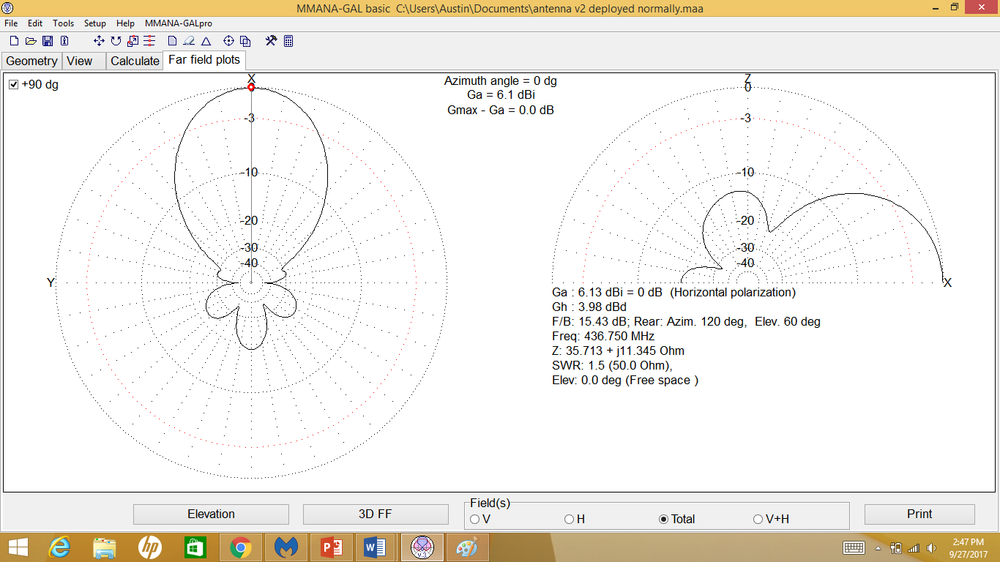 MMANA-GAL basic  C:\Users\Austin\Documents\antenna v2 deployed normally.maa
File Edit Tools Setup Help MMANA-GALpro
Geometry View Calculate Far field plots
+90 dg
X
-3
-10
-20
-30
-40
Y
Azimuth angle = 0 dg
Ga = 6.1 dBi
Gmax - Ga = 0.0 dB
Z
0
-3
-10
-20
-30
-40
X
Ga : 6.13 dBi = 0 dB  (Horizontal polarization)
Gh : 3.98 dBd
F/B: 15.43 dB; Rear: Azim. 120 deg,  Elev. 60 deg
Freq: 436.750 MHz
Z: 35.713 + j11.345 Ohm
SWR: 1.5 (50.0 Ohm),
Elev: 0.0 deg (Free space )
Elevation
3D FF
Field(s)
V H Total V+H
Print
2:47 PM
9/27/2017